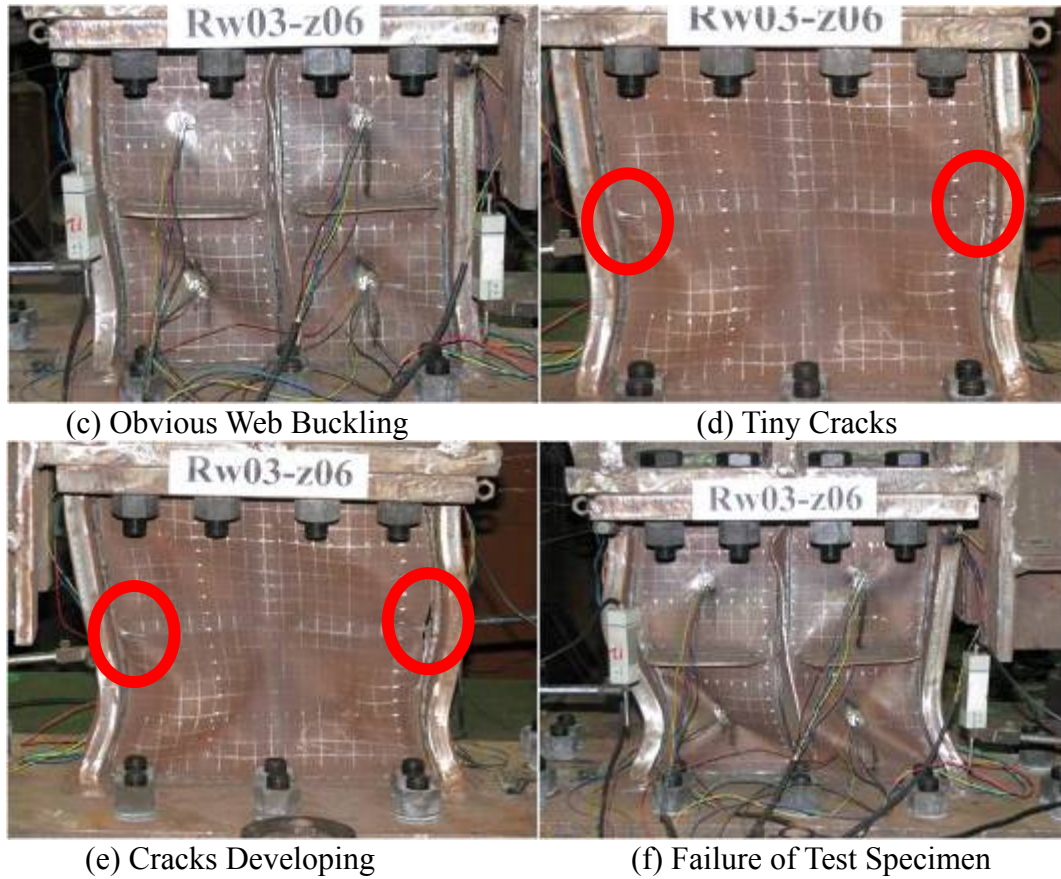 Rw03-z06
Rw03-z06
(c) Obvious Web Buckling
(d) Tiny Cracks
Rw03-z06
Rw03-z06
(e) Cracks Developing
(f) Failure of Test Specimen